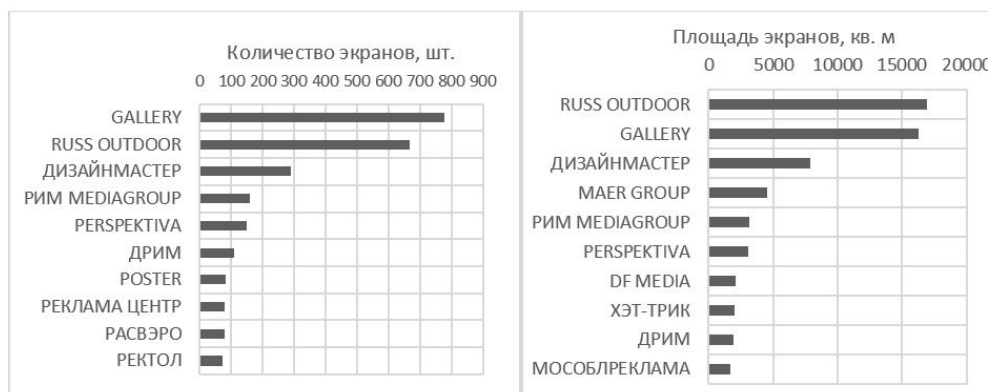 Количество экранов, шт.
0 100 200 300 400 500 600 700 800 900
GALLERY
RUSS OUTDOOR
ДИЗАЙНМАСТЕР
РИМ MEDIAGROUP
PERSPEKTIVA
ДРИМ
POSTER
РЕКЛАМА ЦЕНТР
РАСВЭРО
РЕКТОЛ
Площадь экранов, кв. м
0 5000 10000 15000 20000
RUSS OUTDOOR
GALLERY
ДИЗАЙНМАСТЕР
MAER GROUP
РИМ MEDIAGROUP
PERSPEKTIVA
DF MEDIA
ХЭТ-ТРИК
ДРИМ
МОСОБЛРЕКЛАМА